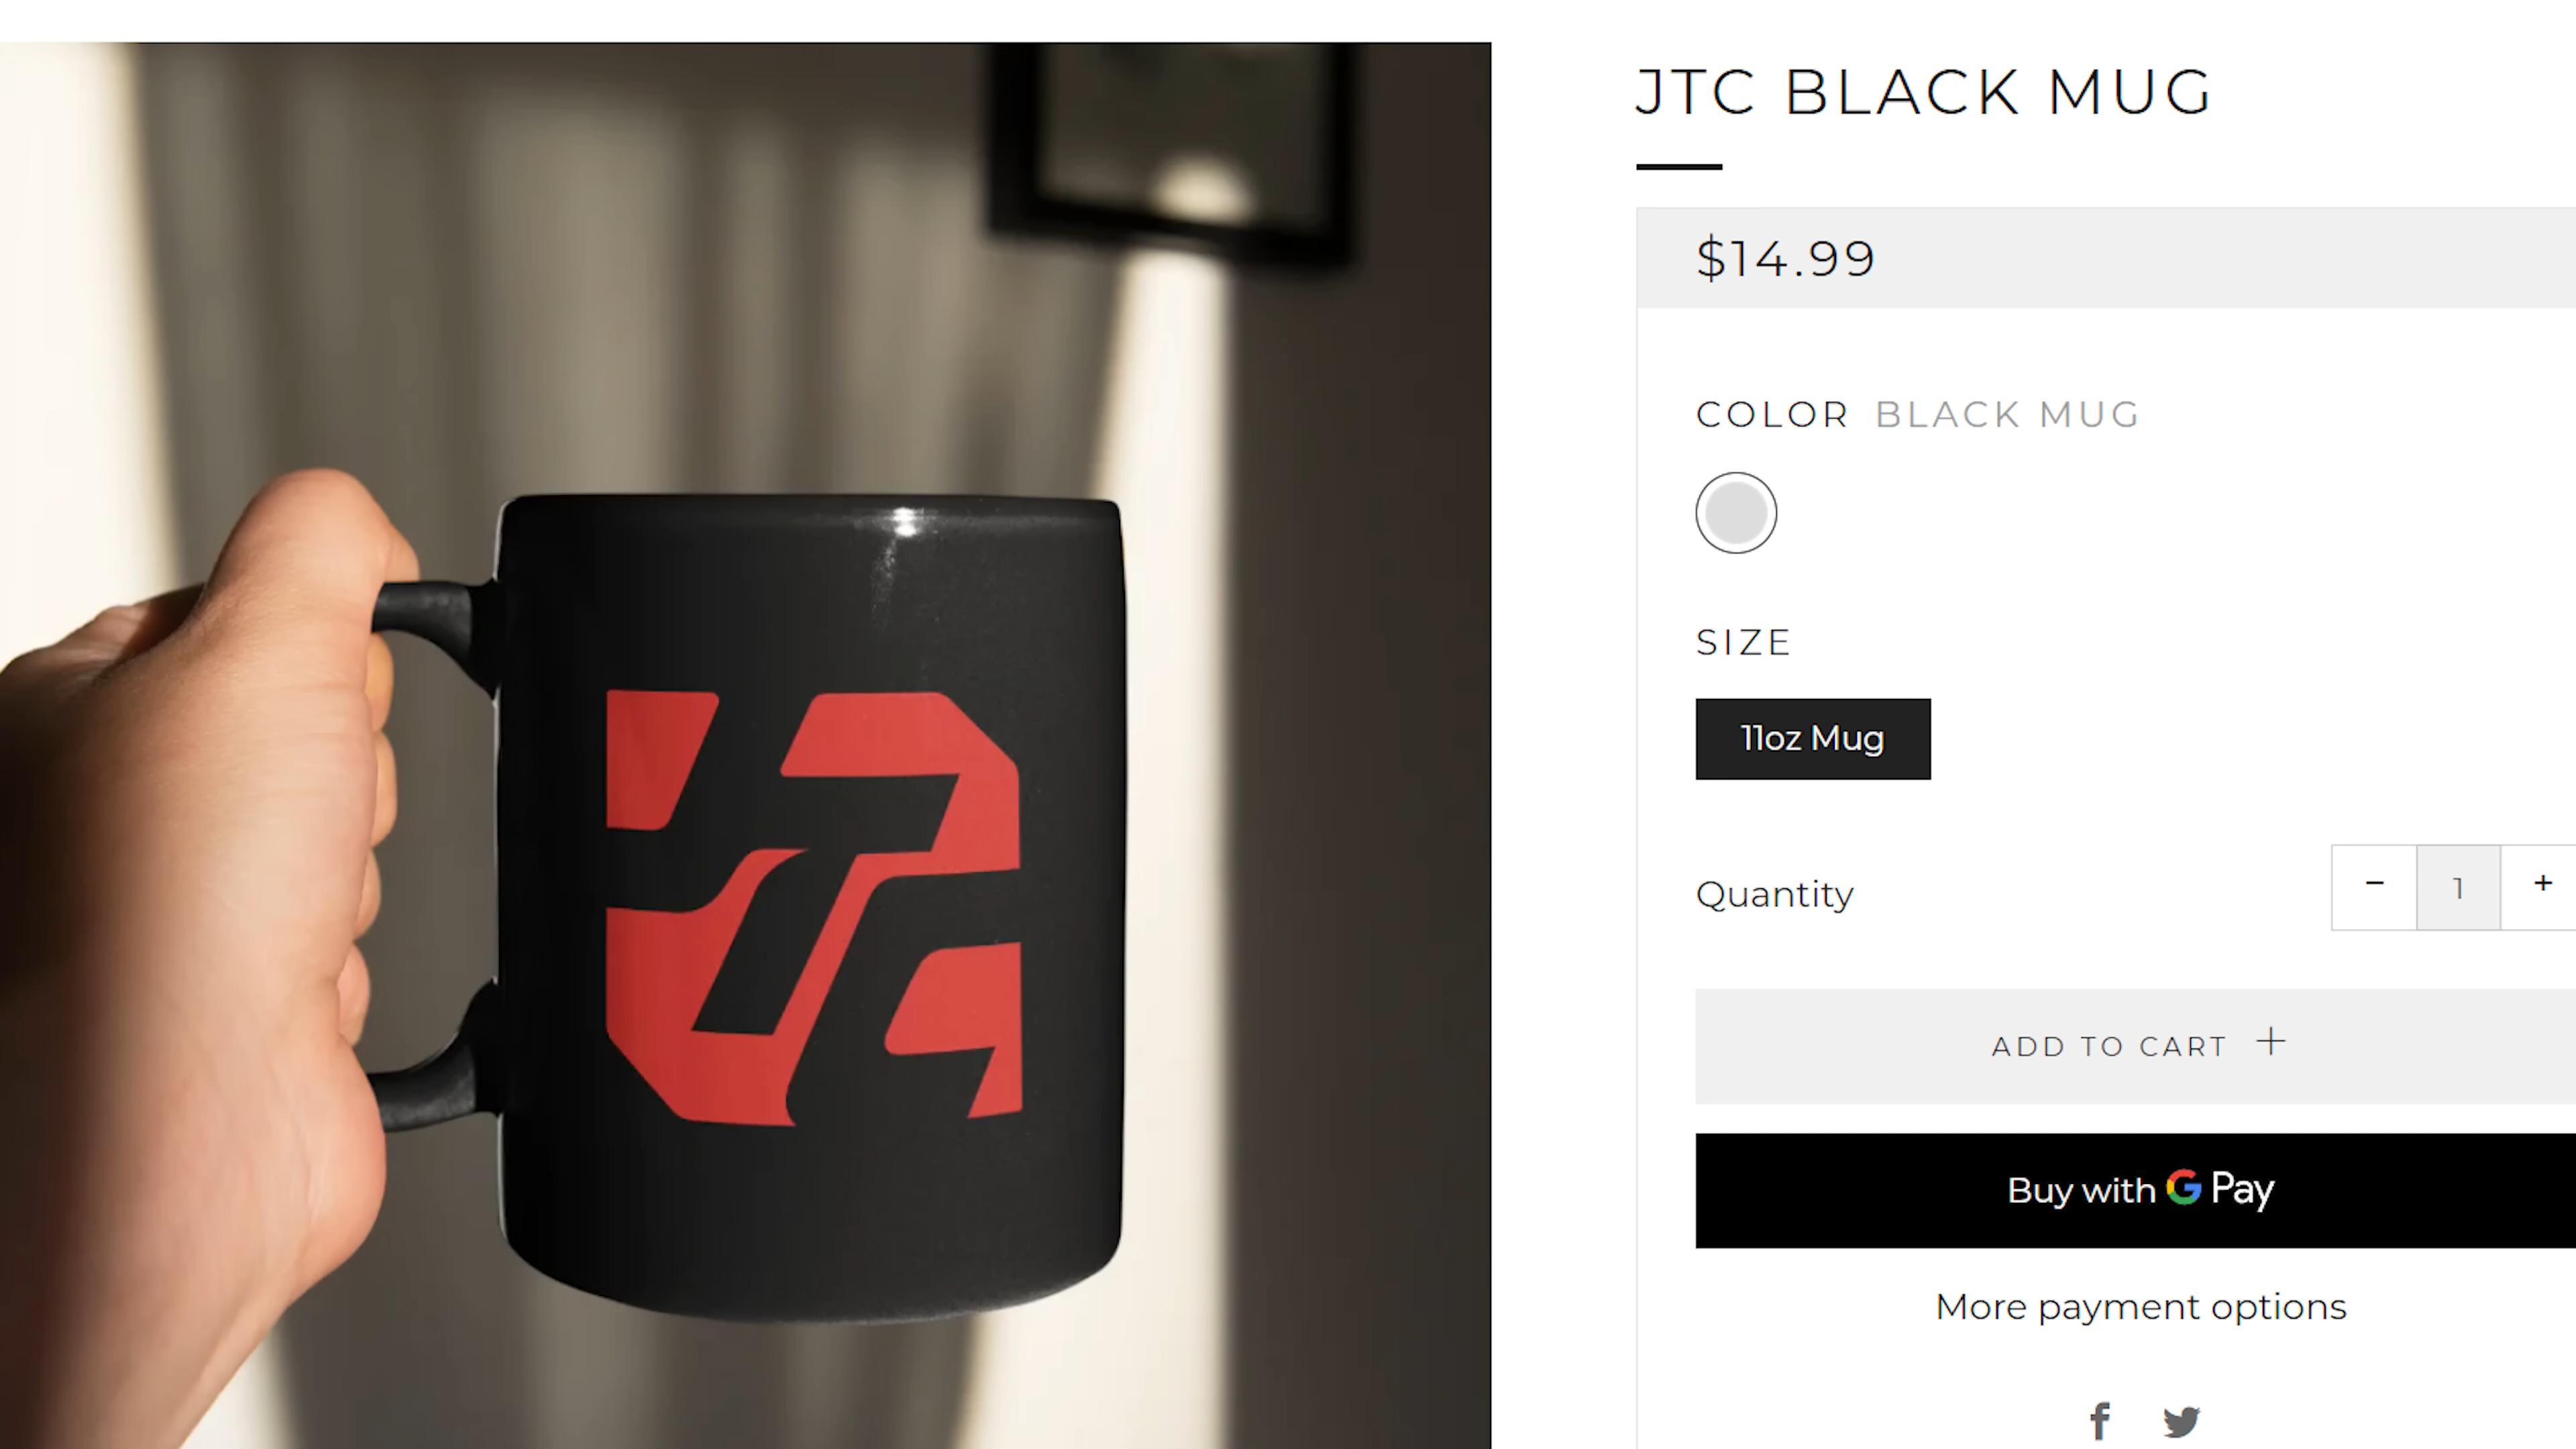 JTC BLACK MUG
$14.99
COLOR BLACK MUG
SIZE
11oz Mug
Quantity
− 1 +
ADD TO CART +
Buy with G Pay
More payment options